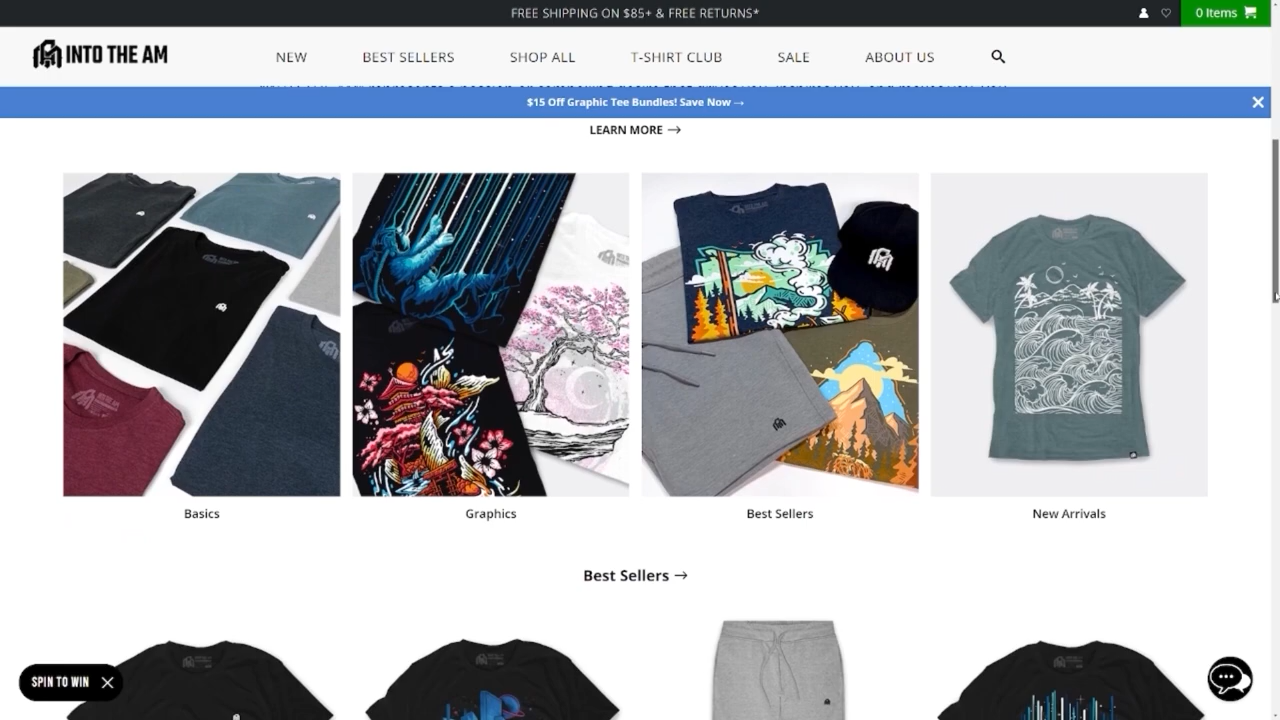 FREE SHIPPING ON $85+ & FREE RETURNS*
0 Items
INTO THE AM
NEW
BEST SELLERS
SHOP ALL
T-SHIRT CLUB
SALE
ABOUT US
$15 Off Graphic Tee Bundles! Save Now →
LEARN MORE →
Basics
Graphics
Best Sellers
New Arrivals
Best Sellers →
SPIN TO WIN